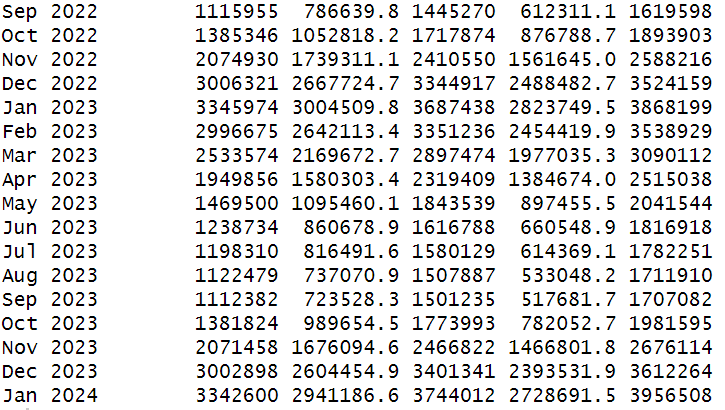 Sep 2022 1115955 786639.8 1445270 612311.1 1619598
Oct 2022 1385346 1052818.2 1717874 876788.7 1893903
Nov 2022 2074930 1739311.1 2410550 1561645.0 2588216
Dec 2022 3006321 2667724.7 3344917 2488482.7 3524159
Jan 2023 3345974 3004509.8 3687438 2823749.5 3868199
Feb 2023 2996675 2642113.4 3351236 2454419.9 3538929
Mar 2023 2533574 2169672.7 2897474 1977035.3 3090112
Apr 2023 1949856 1580303.4 2319409 1384674.0 2515038
May 2023 1469500 1095460.1 1843539 897455.5 2041544
Jun 2023 1238734 860678.9 1616788 660548.9 1816918
Jul 2023 1198310 816491.6 1580129 614369.1 1782251
Aug 2023 1122479 737070.9 1507887 533048.2 1711910
Sep 2023 1112382 723528.3 1501235 517681.7 1707082
Oct 2023 1381824 989654.5 1773993 782052.7 1981595
Nov 2023 2071458 1676094.6 2466822 1466801.8 2676114
Dec 2023 3002898 2604454.9 3401341 2393531.9 3612264
Jan 2024 3342600 2941186.6 3744012 2728691.5 3956508